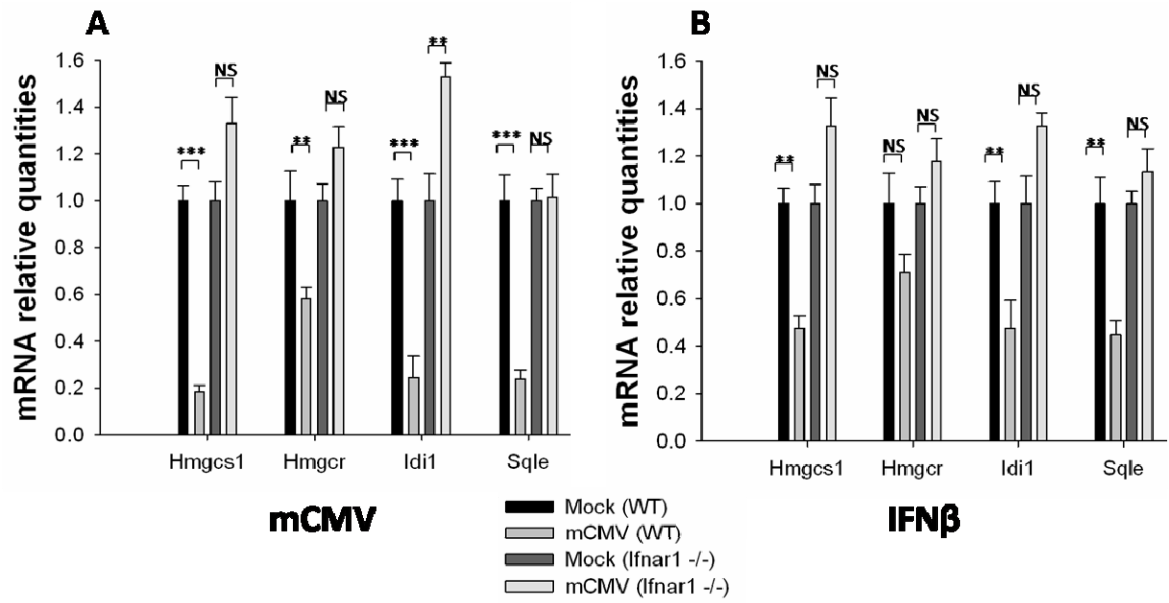 A
mRNA relative quantities
1.6
1.4
1.2
1.0
0.8
0.6
0.4
0.2
0.0
***
NS
**
NS
***
**
***
NS
Hmgcs1 Hmgcr Idi1 Sqle
mCMV
B
mRNA relative quantities
1.6
1.4
1.2
1.0
0.8
0.6
0.4
0.2
0.0
**
NS
NS
NS
**
NS
**
NS
Hmgcs1 Hmgcr Idi1 Sqle
IFNβ
Mock (WT)
mCMV (WT)
Mock (Ifnar1 -/-)
mCMV (Ifnar1 -/-)